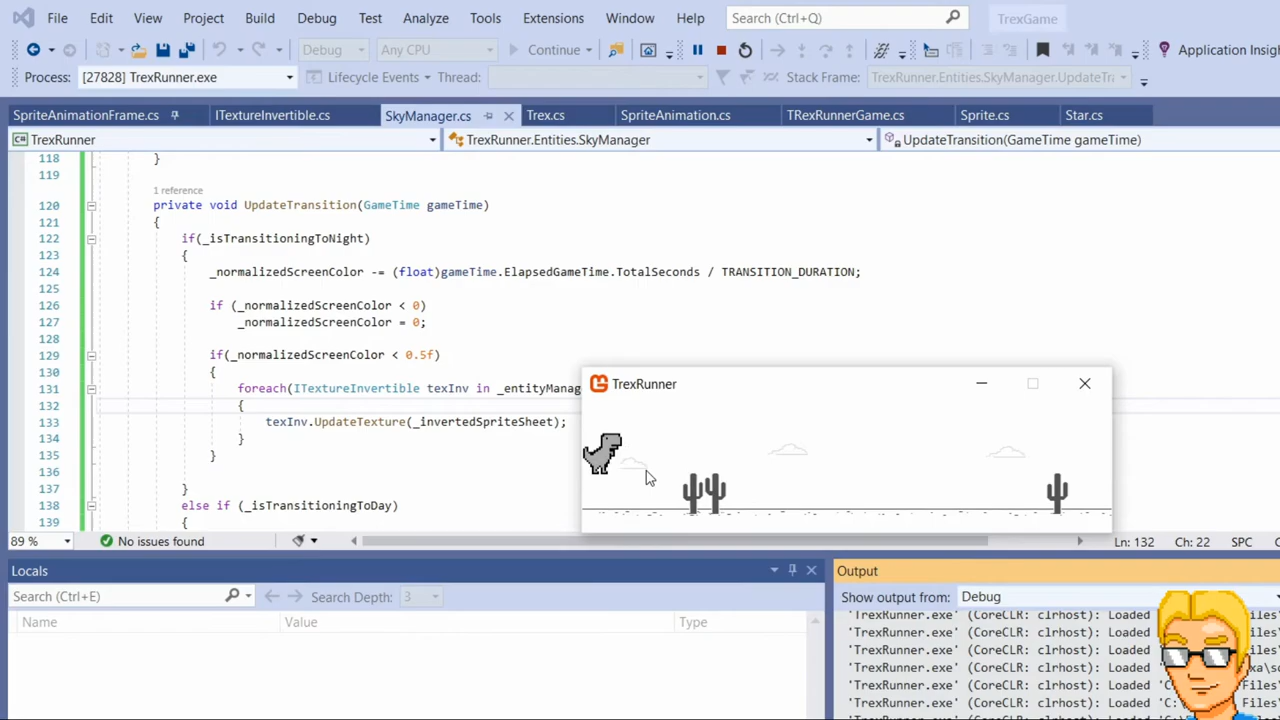 File Edit View Project Build Debug Test Analyze Tools Extensions Window Help Search (Ctrl+Q) TrexGame
Debug Any CPU Continue Application
Process: [27828] TrexRunner.exe Lifecycle Events Thread: Stack Frame: TrexRunner.Entities.SkyManager.UpdateTra
SpriteAnimationFrame.cs ITextureInvertible.cs SkyManager.cs Trex.cs SpriteAnimation.cs TRexRunnerGame.cs Sprite.cs Star.cs
TrexRunner TrexRunner.Entities.SkyManager UpdateTransition(GameTime gameTime)
118 }
119
1 reference
120 private void UpdateTransition(GameTime gameTime)
121 {
122 if(_isTransitioningToNight)
123 {
124 _normalizedScreenColor -= (float)gameTime.ElapsedGameTime.TotalSeconds / TRANSITION_DURATION;
125
126 if (_normalizedScreenColor < 0)
127 _normalizedScreenColor = 0;
128
129 if(_normalizedScreenColor < 0.5f)
130 {
131 foreach(ITextureInvertible texInv in _entityManag
132 {
133 texInv.UpdateTexture(_invertedSpriteSheet);
134 }
135 }
136
137 }
138 else if (_isTransitioningToDay)
139 {
TrexRunner
89 % No issues found Ln: 132 Ch: 22 SPC
Locals
Search (Ctrl+E) Search Depth: 3
Name Value Type
Output
Show output from: Debug
'TrexRunner.exe' (CoreCLR: clrhost): Loaded 'C: Files'
'TrexRunner.exe' (CoreCLR: clrhost): Loaded
'TrexRunner.exe' (CoreCLR: clrhost): Loaded
'TrexRunner.exe' (CoreCLR: clrhost): Loaded
'TrexRunner.exe' (CoreCLR: clrhost): Loaded
'TrexRunner.exe' (CoreCLR: clrhost): Loaded